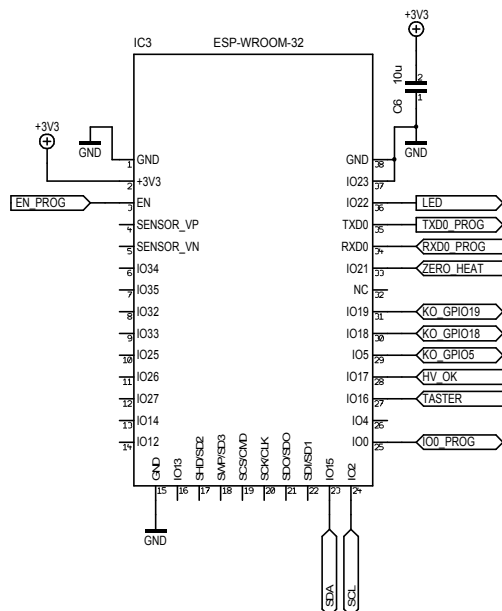 +3V3
IC3 ESP-WROOM-32
10u
C6
2
1
+3V3
GND
GND
GND 1
+3V3 2
EN_PROG EN 3
SENSOR_VP 4
SENSOR_VN 5
IO34 6
IO35 7
IO32 8
IO33 9
IO25 10
IO26 11
IO27 12
IO14 13
IO12 14
GND 38
IO23 37
IO22 36 LED
TXD0 35 TXD0_PROG
RXD0 34 RXD0_PROG
IO21 33 ZERO_HEAT
NC 32
IO19 31 KO_GPIO19
IO18 30 KO_GPIO18
IO5 29 KO_GPIO5
IO17 28 HV_OK
IO16 27 TASTER
IO4 26
IO0 25 IO0_PROG
GND 15
IO13 16
SHD/SD2 17
SWP/SD3 18
SCS/CMD 19
SCK/CLK 20
SDO/SDO 21
SDI/SD1 22
IO15 23
IO2 24
GND
SDA
SCL